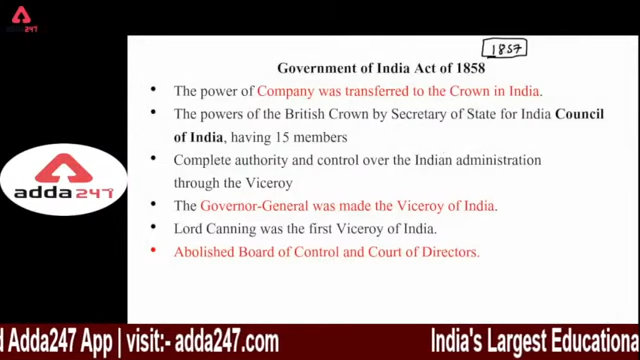 adda247
1857
Government of India Act of 1858
• The power of Company was transferred to the Crown in India.
• The powers of the British Crown by Secretary of State for India Council
of India, having 15 members
• Complete authority and control over the Indian administration
through the Viceroy
adda247
• The Governor-General was made the Viceroy of India.
• Lord Canning was the first Viceroy of India.
• Abolished Board of Control and Court of Directors.
d Adda247 App | visit:- adda247.com India's Largest Educationa